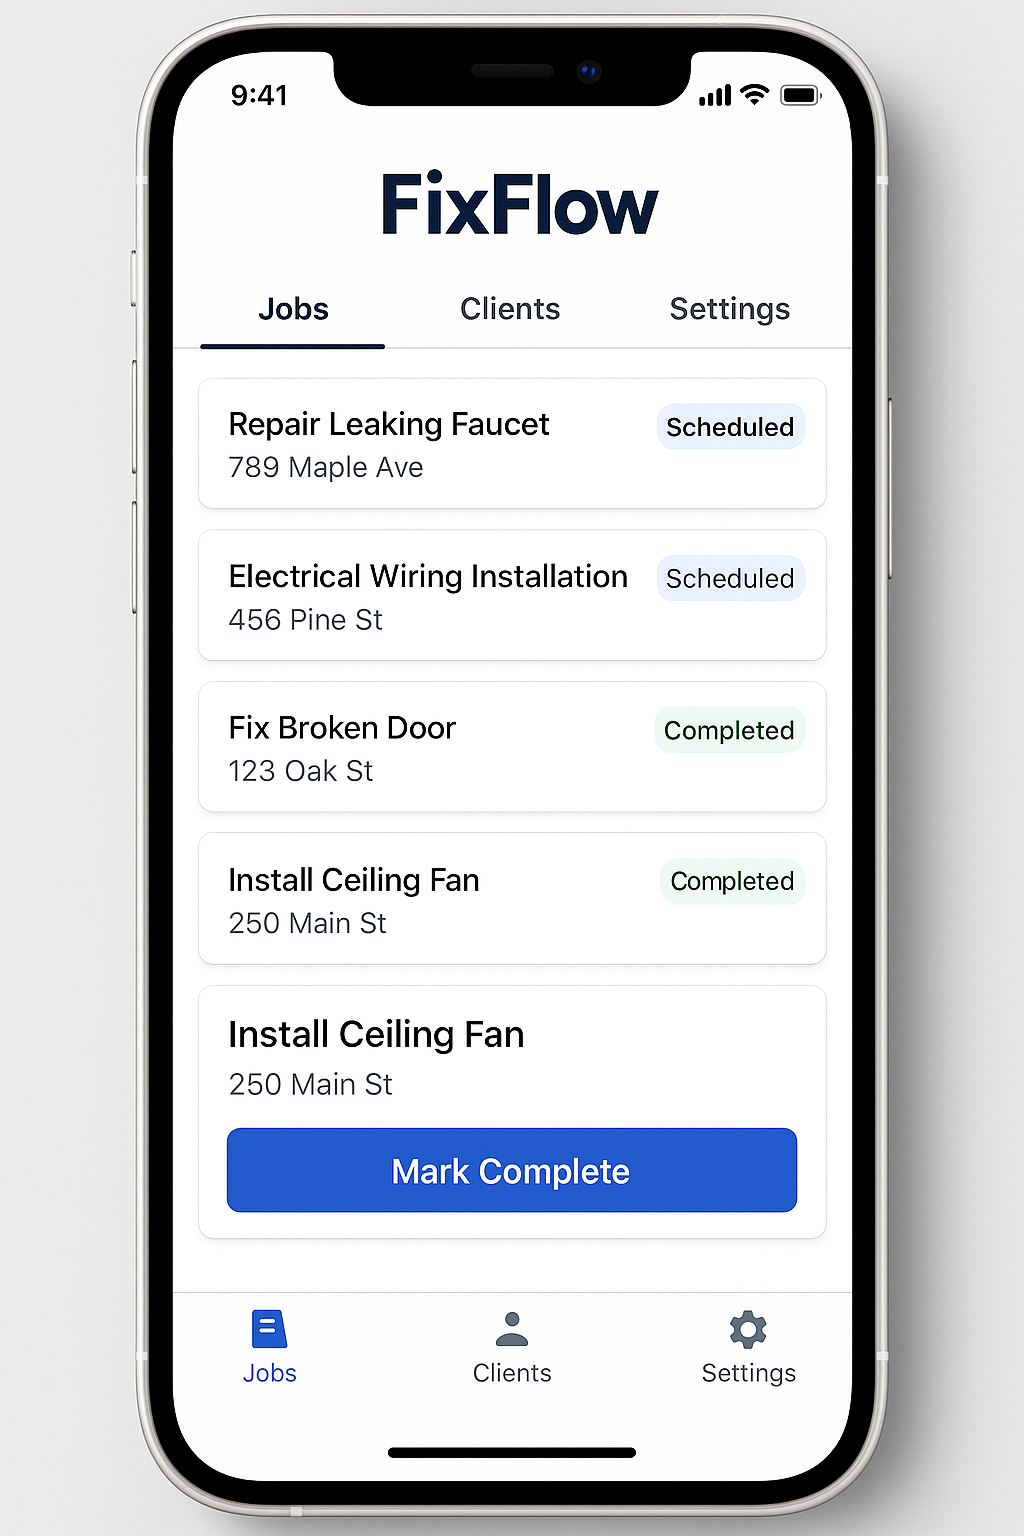 9:41
FixFlow
Jobs Clients Settings
Repair Leaking Faucet Scheduled
789 Maple Ave
Electrical Wiring Installation Scheduled
456 Pine St
Fix Broken Door Completed
123 Oak St
Install Ceiling Fan Completed
250 Main St
Install Ceiling Fan
250 Main St
Mark Complete
Jobs Clients Settings